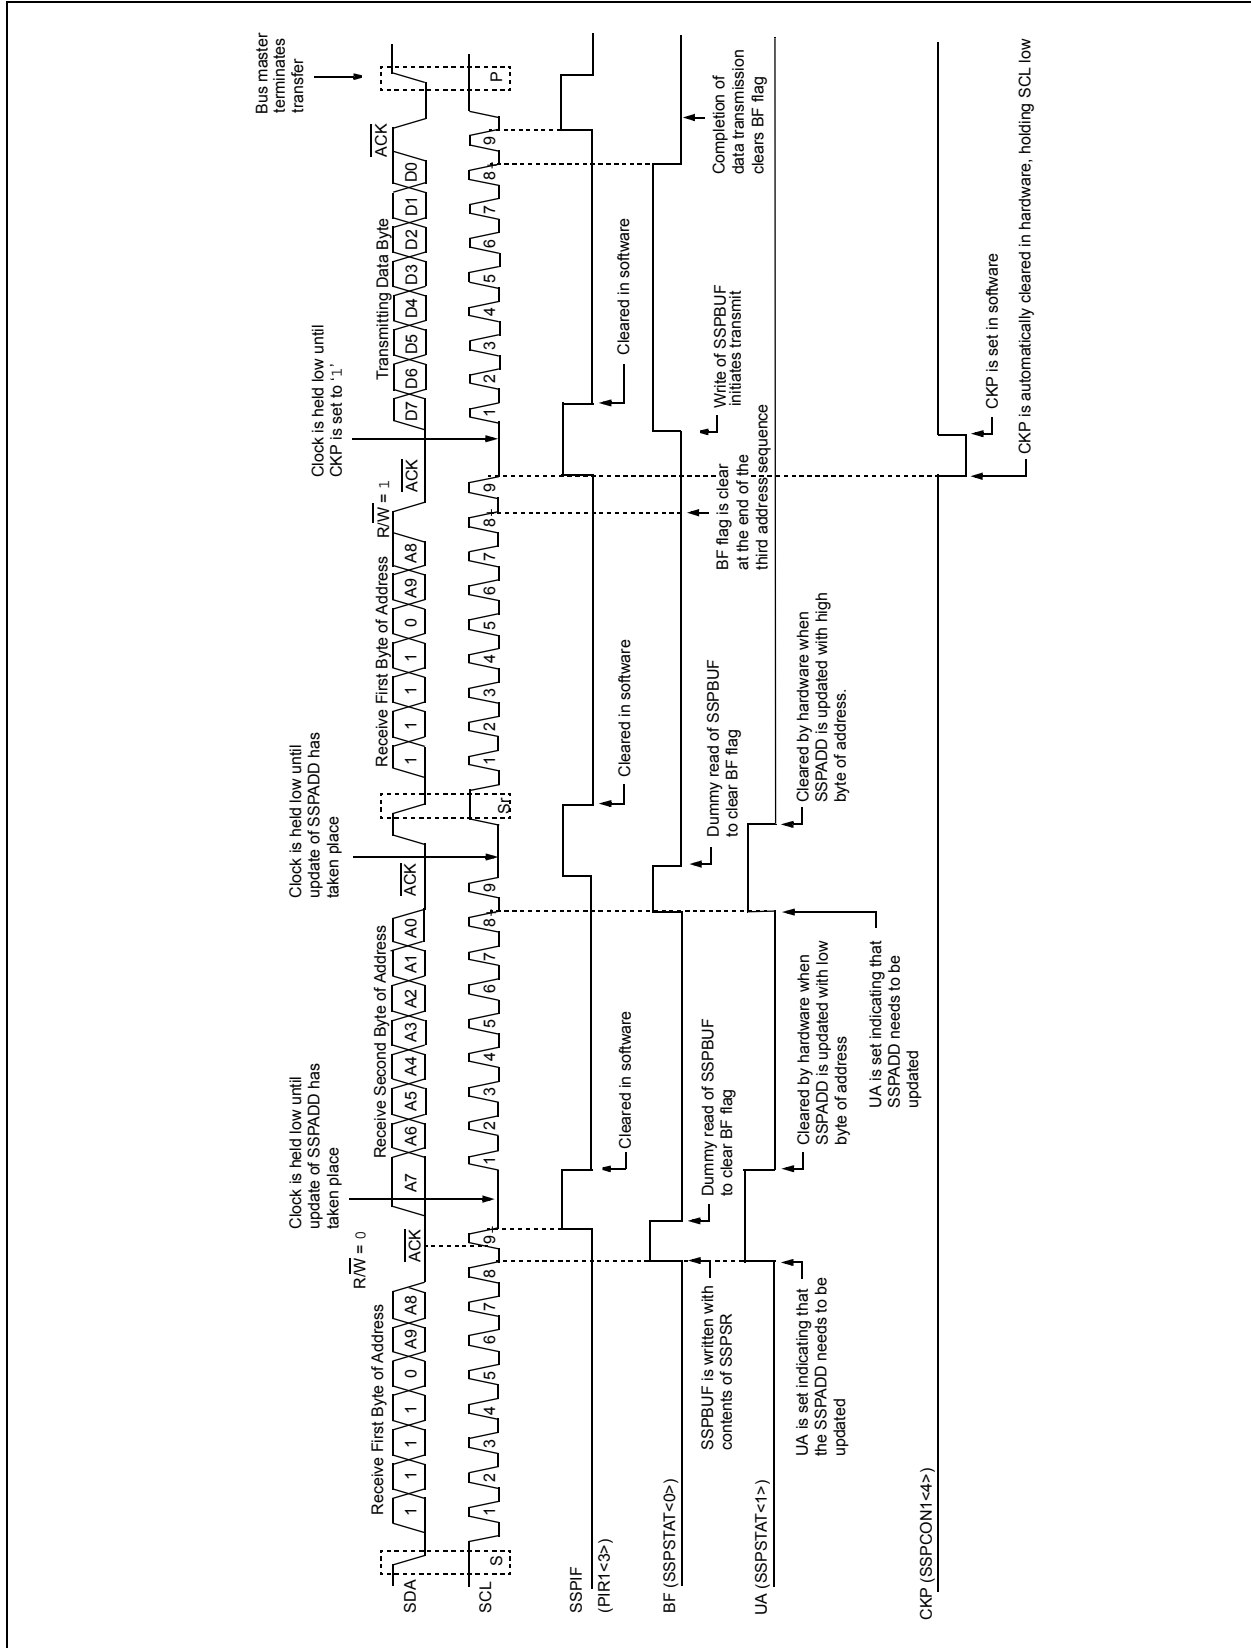 Bus master
terminates
transfer
Clock is held low until
CKP is set to ‘1’
Clock is held low until
update of SSPADD has
taken place
Clock is held low until
update of SSPADD has
taken place
R/W = 0
R/W = 1
Receive First Byte of Address
ACK
Receive Second Byte of Address
ACK
Receive First Byte of Address
ACK
Transmitting Data Byte
ACK
SDA
1 1 1 1 0 A9 A8
A7 A6 A5 A4 A3 A2 A1 A0
1 1 1 1 0 A9 A8
D7 D6 D5 D4 D3 D2 D1 D0
SCL
S
1 2 3 4 5 6 7 8 9
1 2 3 4 5 6 7 8 9
Sr
1 2 3 4 5 6 7 8 9
1 2 3 4 5 6 7 8 9
P
SSPIF
(PIR1<3>)
Cleared in software
Cleared in software
Cleared in software
BF (SSPSTAT<0>)
SSPBUF is written with
contents of SSPSR
Dummy read of SSPBUF
to clear BF flag
Dummy read of SSPBUF
to clear BF flag
BF flag is clear
at the end of the
third address sequence
Write of SSPBUF
initiates transmit
Completion of
data transmission
clears BF flag
UA (SSPSTAT<1>)
UA is set indicating that
the SSPADD needs to be
updated
Cleared by hardware when
SSPADD is updated with low
byte of address
UA is set indicating that
SSPADD needs to be
updated
Cleared by hardware when
SSPADD is updated with high
byte of address.
CKP (SSPCON1<4>)
CKP is set in software
CKP is automatically cleared in hardware, holding SCL low